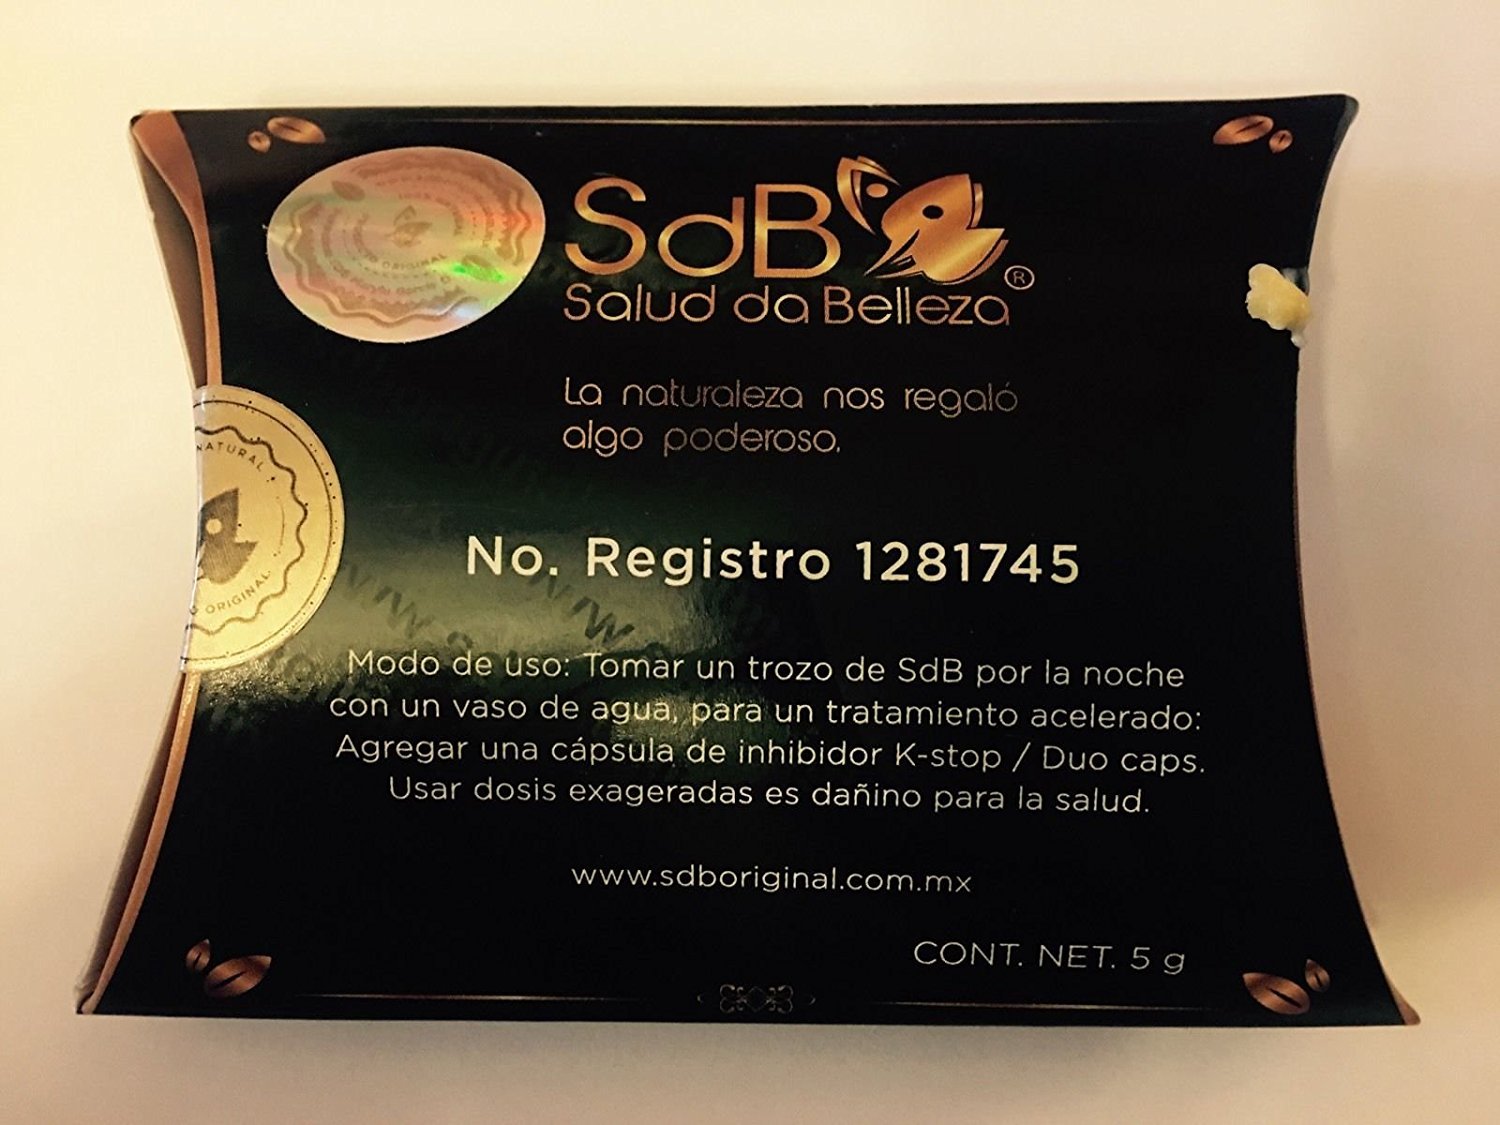 SdB
®
Salud da Belleza
La naturaleza nos regaló
algo poderoso.
NATURAL
ORIGINAL
No. Registro 1281745
Modo de uso: Tomar un trozo de SdB por la noche
con un vaso de agua, para un tratamiento acelerado:
Agregar una cápsula de inhibidor K-stop / Duo caps.
Usar dosis exageradas es dañino para la salud.
www.sdboriginal.com.mx
CONT. NET. 5 g